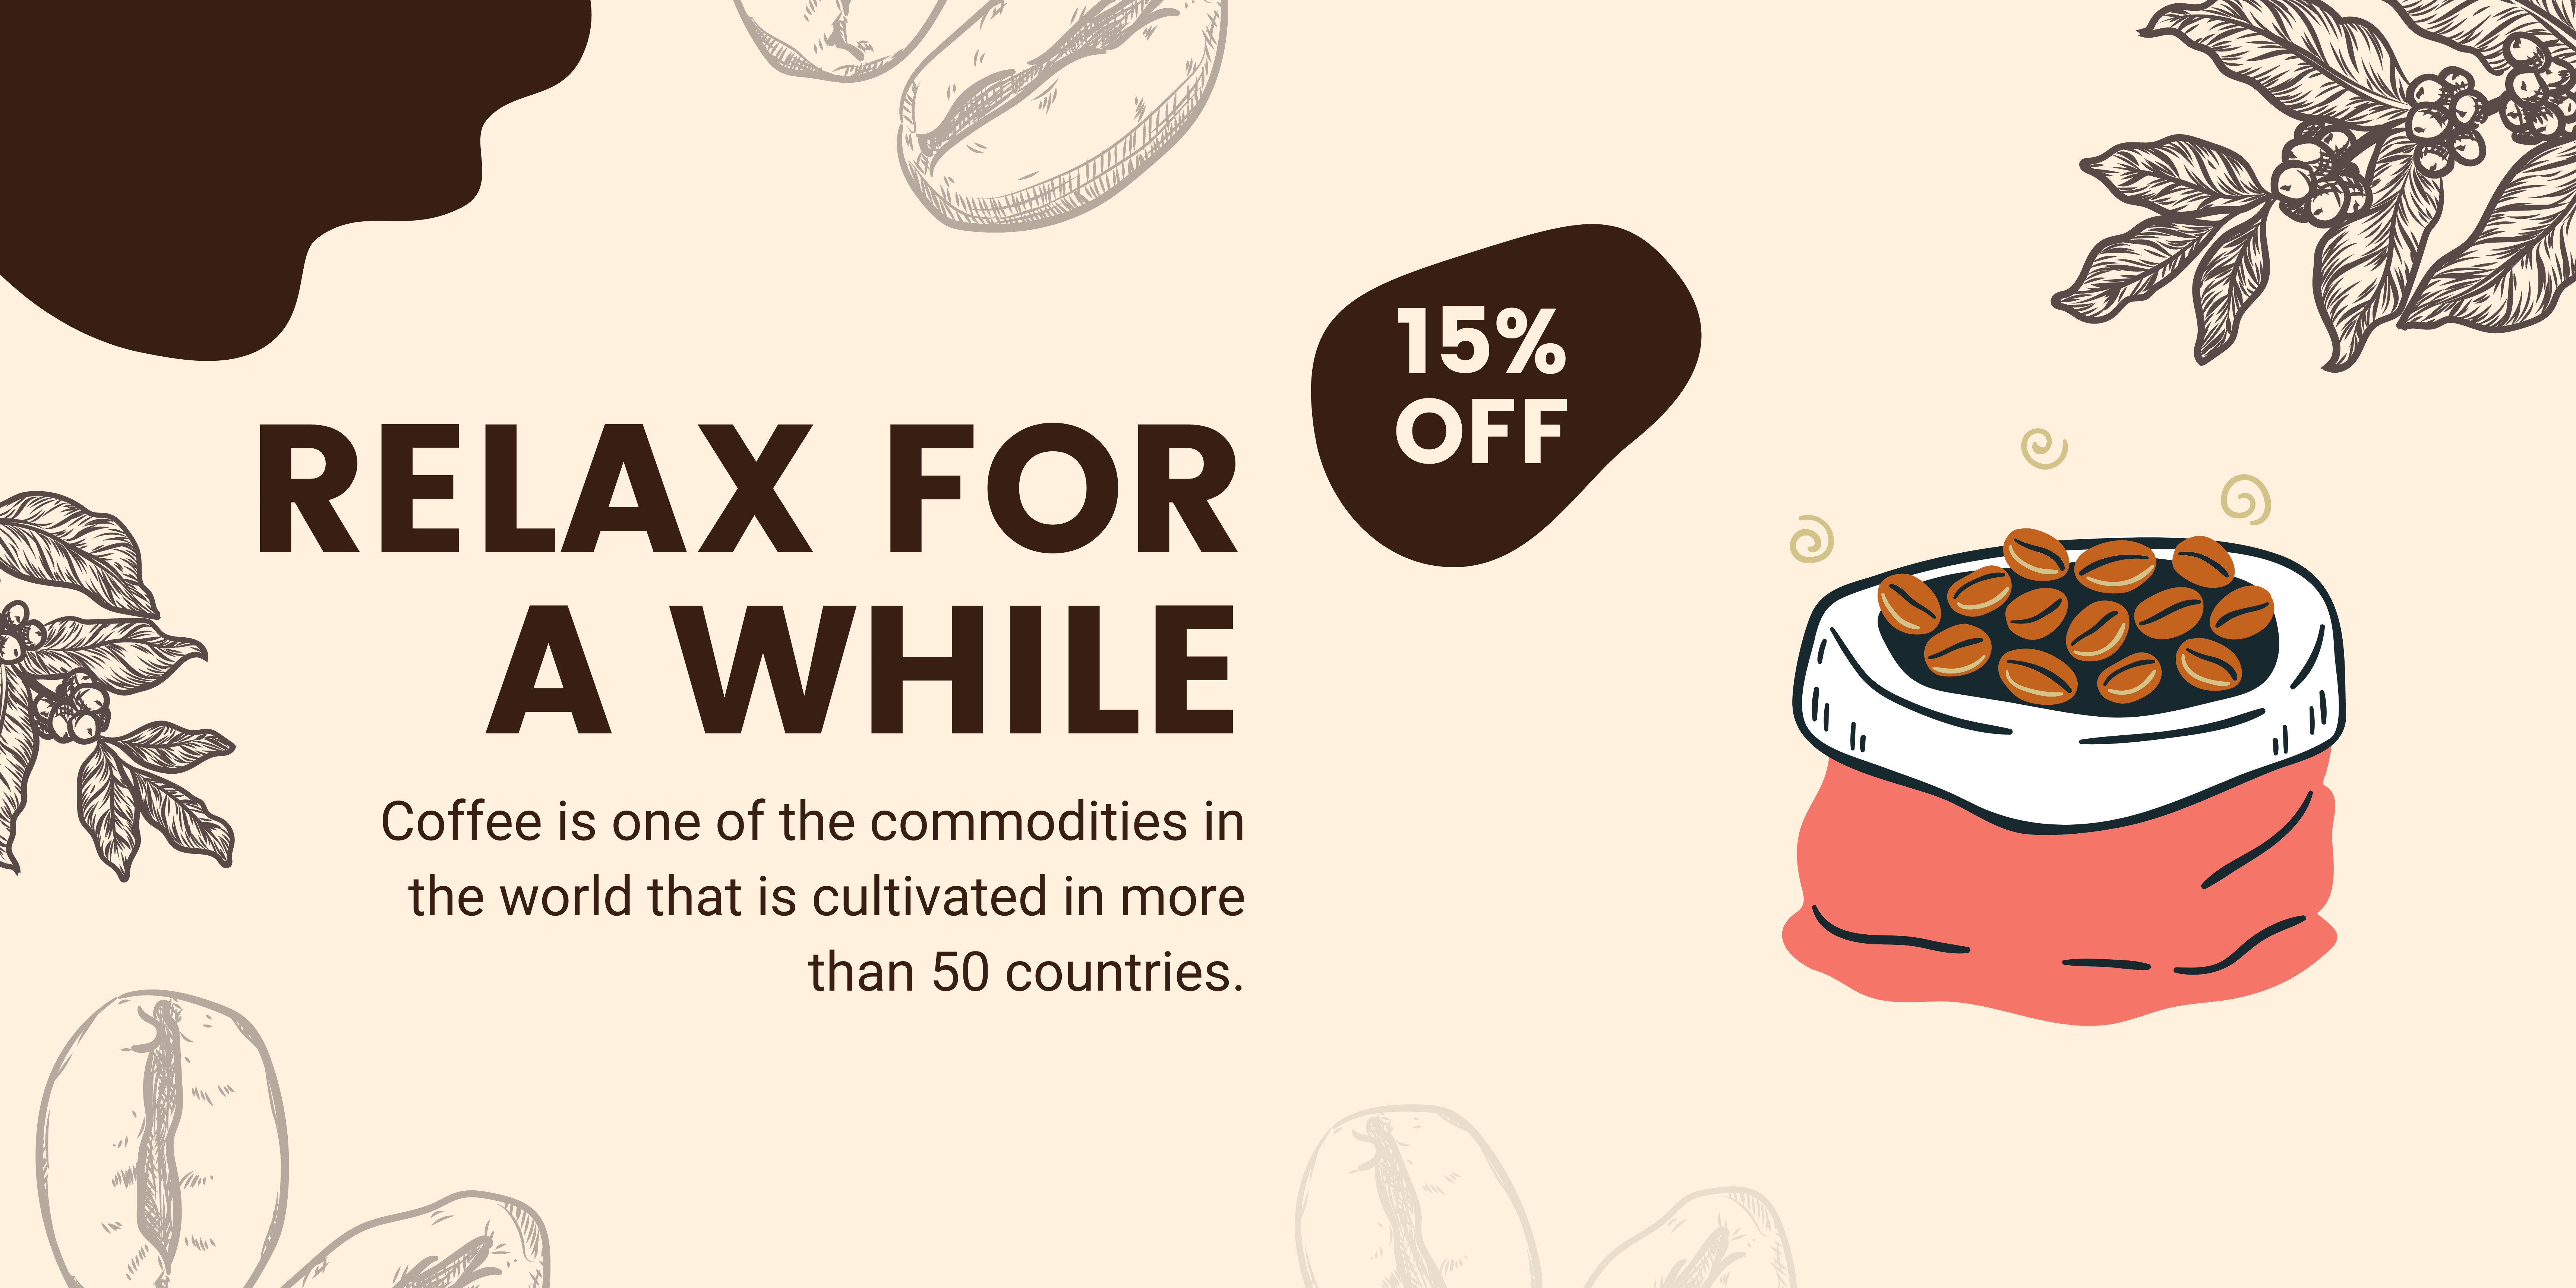 15%
OFF
RELAX FOR
A WHILE
Coffee is one of the commodities in
the world that is cultivated in more
than 50 countries.